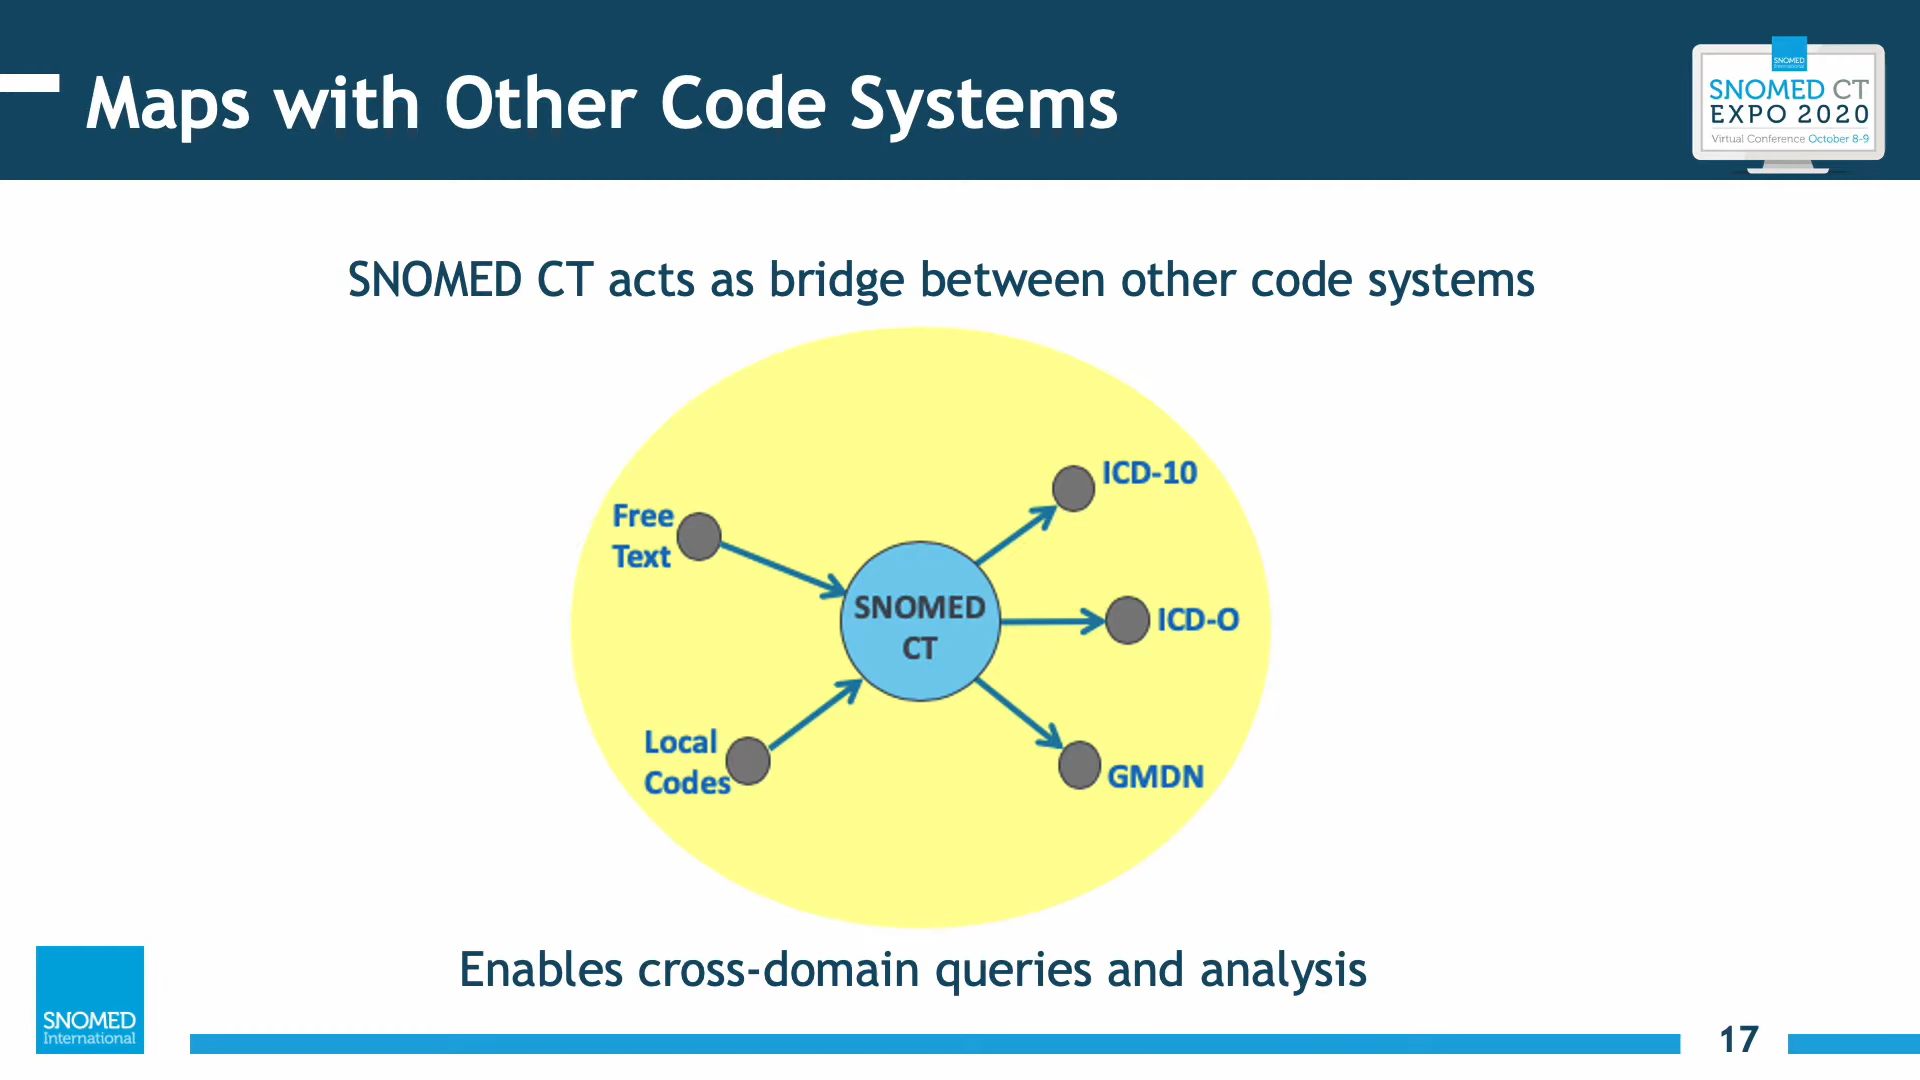 Maps with Other Code Systems
SNOMED
International
SNOMED CT
EXPO 2020
Virtual Conference October 8-9
SNOMED CT acts as bridge between other code systems
Free
Text
ICD-10
SNOMED
CT
ICD-O
Local
Codes
GMDN
Enables cross-domain queries and analysis
SNOMED
International
17